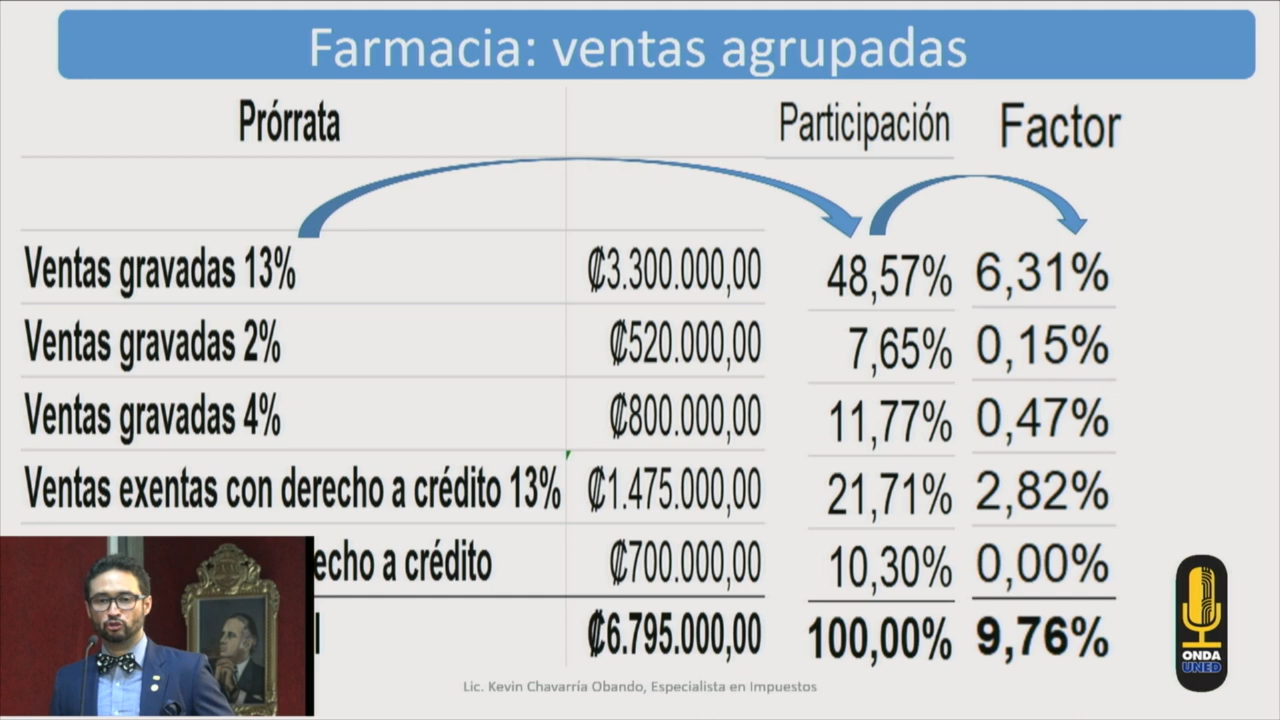 Farmacia: ventas agrupadas
Prórrata Participación Factor
Ventas gravadas 13% ₡3.300.000,00 48,57% 6,31%
Ventas gravadas 2% ₡520.000,00 7,65% 0,15%
Ventas gravadas 4% ₡800.000,00 11,77% 0,47%
Ventas exentas con derecho a crédito 13% ₡1.475.000,00 21,71% 2,82%
echo a crédito ₡700.000,00 10,30% 0,00%
l ₡6.795.000,00 100,00% 9,76%
ONDA
UNED
Lic. Kevin Chavarría Obando, Especialista en Impuestos